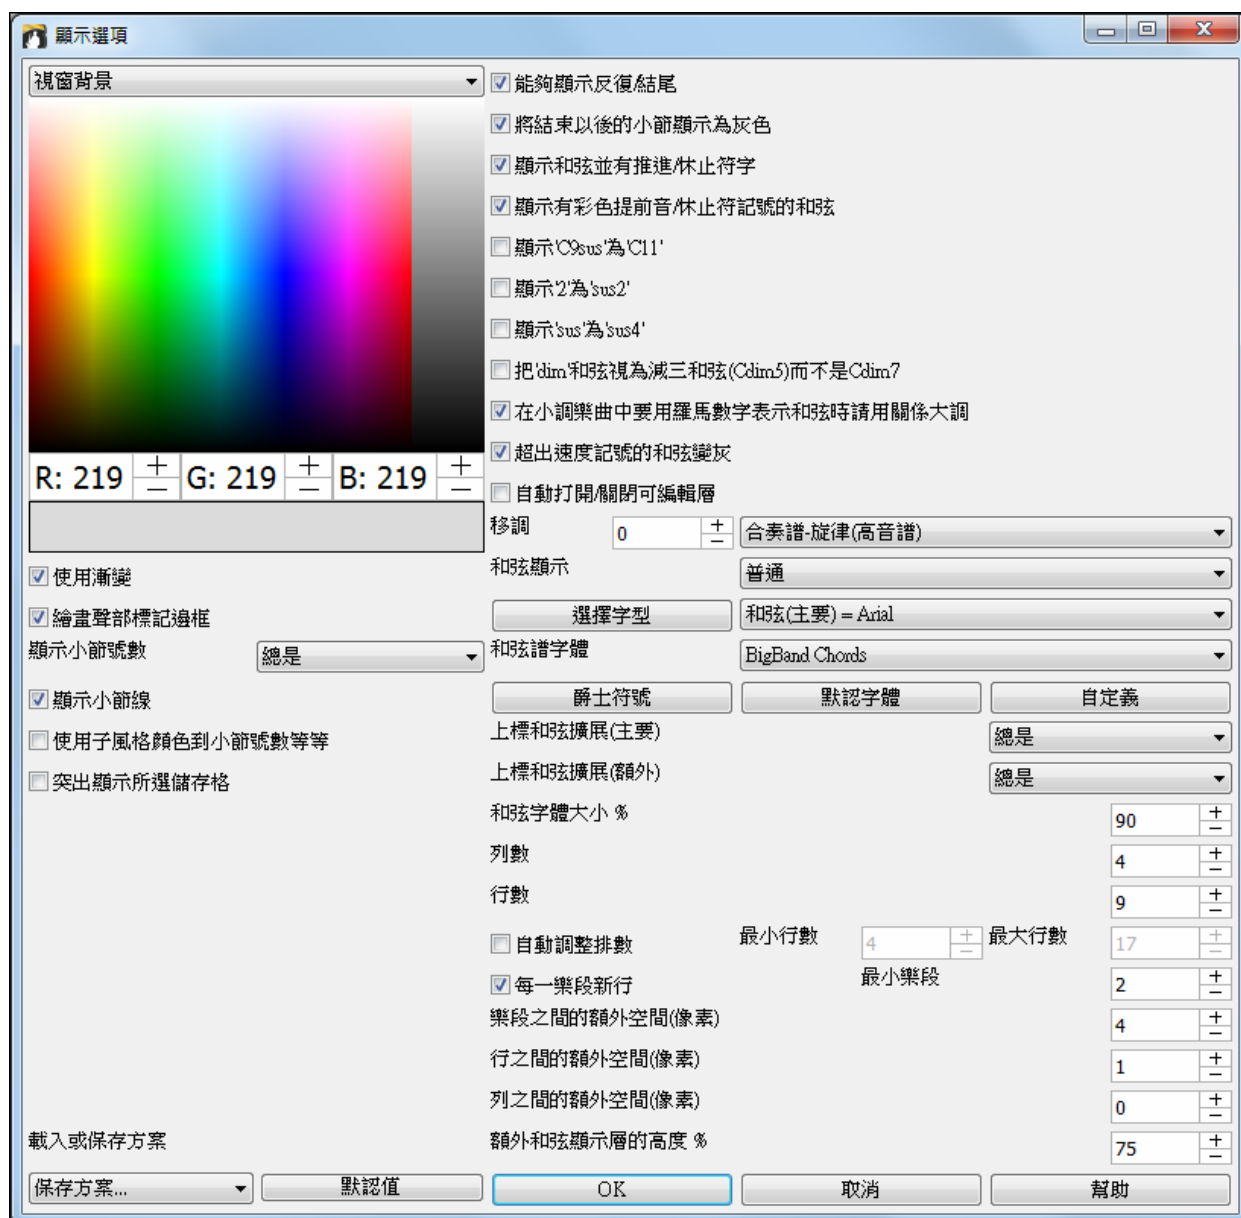 顯示選項
視窗背景
R: 219 G: 219 B: 219
使用漸變
繪畫聲部標記邊框
顯示小節號數 總是
顯示小節線
使用子風格顏色到小節號數等等
突出顯示所選儲存格
載入或保存方案
保存方案... 默認值
能夠顯示反復/結尾
將結束以後的小節顯示為灰色
顯示和弦並有推進/休止符字
顯示有彩色提前音/休止符記號的和弦
顯示'C9sus'為'C11'
顯示'2'為'sus2'
顯示'sus'為'sus4'
把'dim'和弦視為減三和弦(Cdim5)而不是Cdim7
在小調樂曲中要用羅馬數字表示和弦時請用關係大調
超出速度記號的和弦變灰
自動打開/關閉可編輯層
移調 0 合奏譜-旋律(高音譜)
和弦顯示 普通
選擇字型 和弦(主要) = Arial
和弦譜字體 BigBand Chords
爵士符號 默認字體 自定義
上標和弦擴展(主要) 總是
上標和弦擴展(額外) 總是
和弦字體大小 % 90
列數 4
行數 9
自動調整排數 最小行數 4 最大行數 17
每一樂段新行 最小樂段 2
樂段之間的額外空間(像素) 4
行之間的額外空間(像素) 1
列之間的額外空間(像素) 0
額外和弦顯示層的高度 % 75
OK 取消 幫助